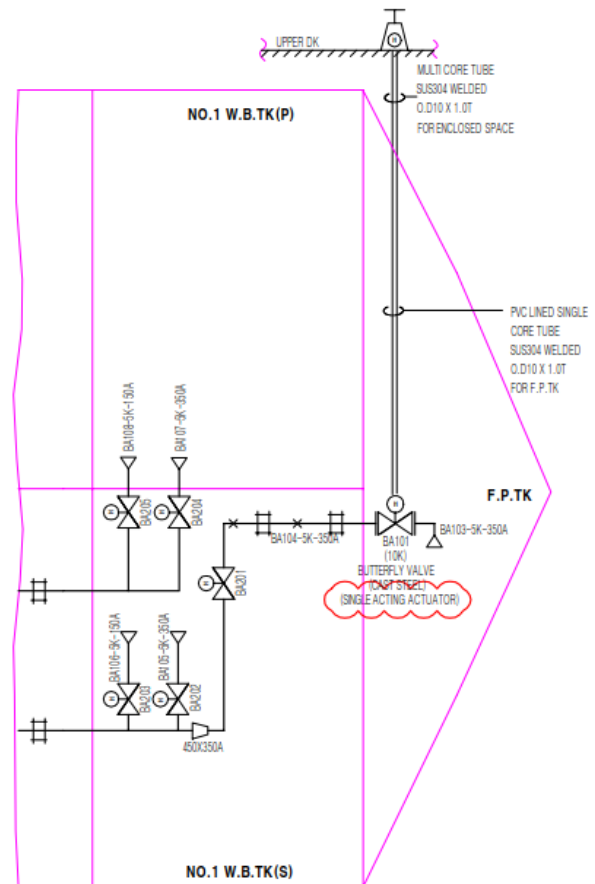 UPPER DK
H
MULTI CORE TUBE
SUS304 WELDED
O.D10 X 1.0T
FOR ENCLOSED SPACE
NO.1 W.B.TK(P)
PVC LINED SINGLE
CORE TUBE
SUS304 WELDED
O.D10 X 1.0T
FOR F.P.TK
BA108-5K-150A
BA107-5K-350A
F.P.TK
H
BA205
H
BA204
H
BA104-5K-350A
BA103-5K-350A
BA101
(10K)
BUTTERFLY VALVE
(CAST STEEL)
(SINGLE ACTING ACTUATOR)
H
BA201
BA106-5K-150A
BA105-5K-350A
H
BA203
H
BA202
450X350A
NO.1 W.B.TK(S)